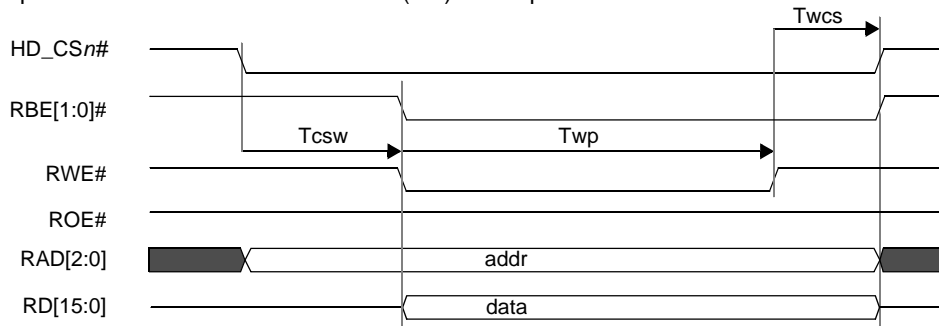 Twcs
HD_CSn#
RBE[1:0]#
Tcsw Twp
RWE#
ROE#
RAD[2:0] addr
RD[15:0] data